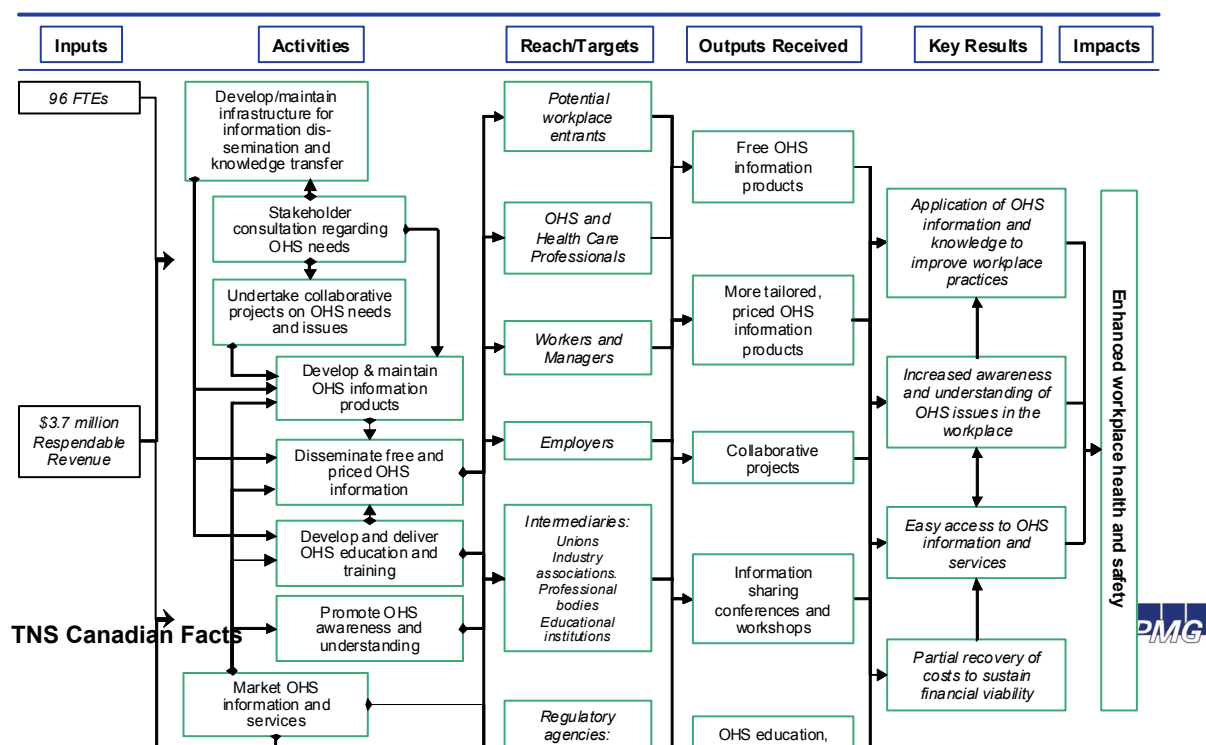 Inputs
Activities
Reach/Targets
Outputs Received
Key Results
Impacts
96 FTEs
$3.7 million
Respendable
Revenue
Develop/maintain
infrastructure for
information dis-
semination and
knowledge transfer
Stakeholder
consultation regarding
OHS needs
Undertake collaborative
projects on OHS needs
and issues
Develop & maintain
OHS information
products
Disseminate free and
priced OHS
information
Develop and deliver
OHS education and
training
Promote OHS
awareness and
understanding
Market OHS
information and
services
Potential
workplace
entrants
OHS and
Health Care
Professionals
Workers and
Managers
Employers
Intermediaries:
Unions
Industry
associations.
Professional
bodies
Educational
institutions
Regulatory
agencies:
Free OHS
information
products
More tailored,
priced OHS
information
products
Collaborative
projects
Information
sharing
conferences and
workshops
OHS education,
Application of OHS
information and
knowledge to
improve workplace
practices
Increased awareness
and understanding of
OHS issues in the
workplace
Easy access to OHS
information and
services
Partial recovery of
costs to sustain
financial viability
Enhanced workplace health and safety
TNS Canadian Facts
PMG